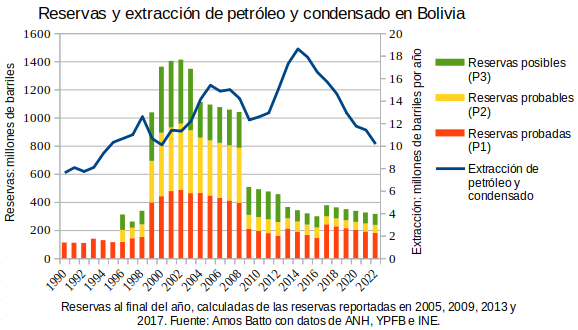 Reservas y extracción de petróleo y condensado en Bolivia
Reservas: millones de barriles
1600
1400
1200
1000
800
600
400
200
0
20
18
16
14
12
10
8
6
4
2
0
Extracción: millones de barriles por año
1990
1992
1994
1996
1998
2000
2002
2004
2006
2008
2010
2012
2014
2016
2018
2020
2022
Reservas posibles
(P3)
Reservas probables
(P2)
Reservas probadas
(P1)
Extracción de
petróleo y
condensado
Reservas al final del año, calculadas de las reservas reportadas en 2005, 2009, 2013 y
2017. Fuente: Amos Batto con datos de ANH, YPFB e INE.